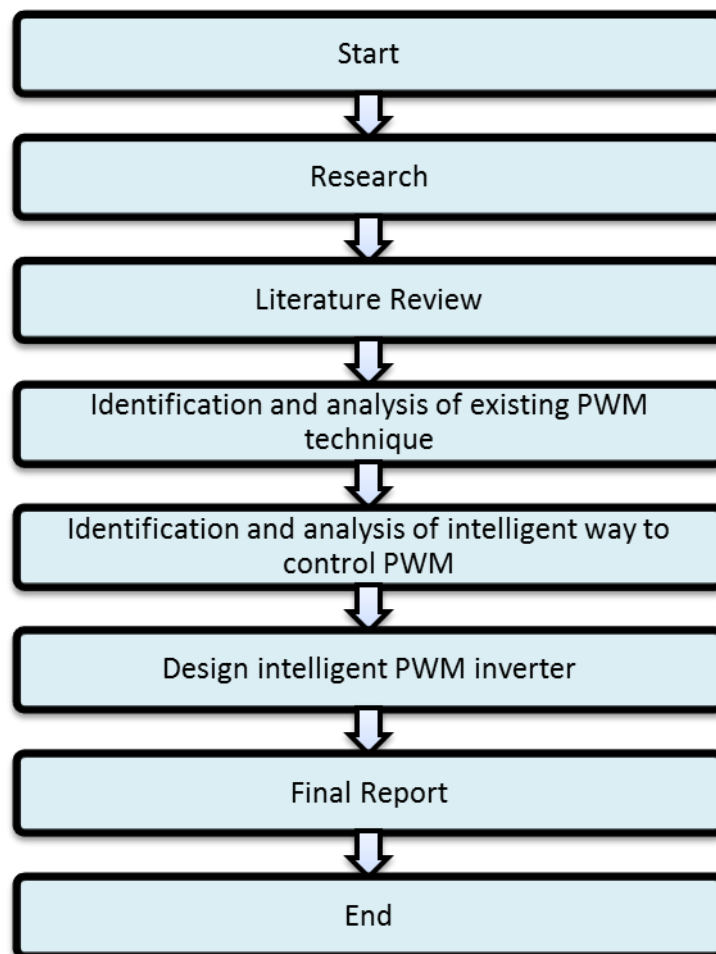 Start
Research
Literature Review
Identification and analysis of existing PWM
technique
Identification and analysis of intelligent way to
control PWM
Design intelligent PWM inverter
Final Report
End